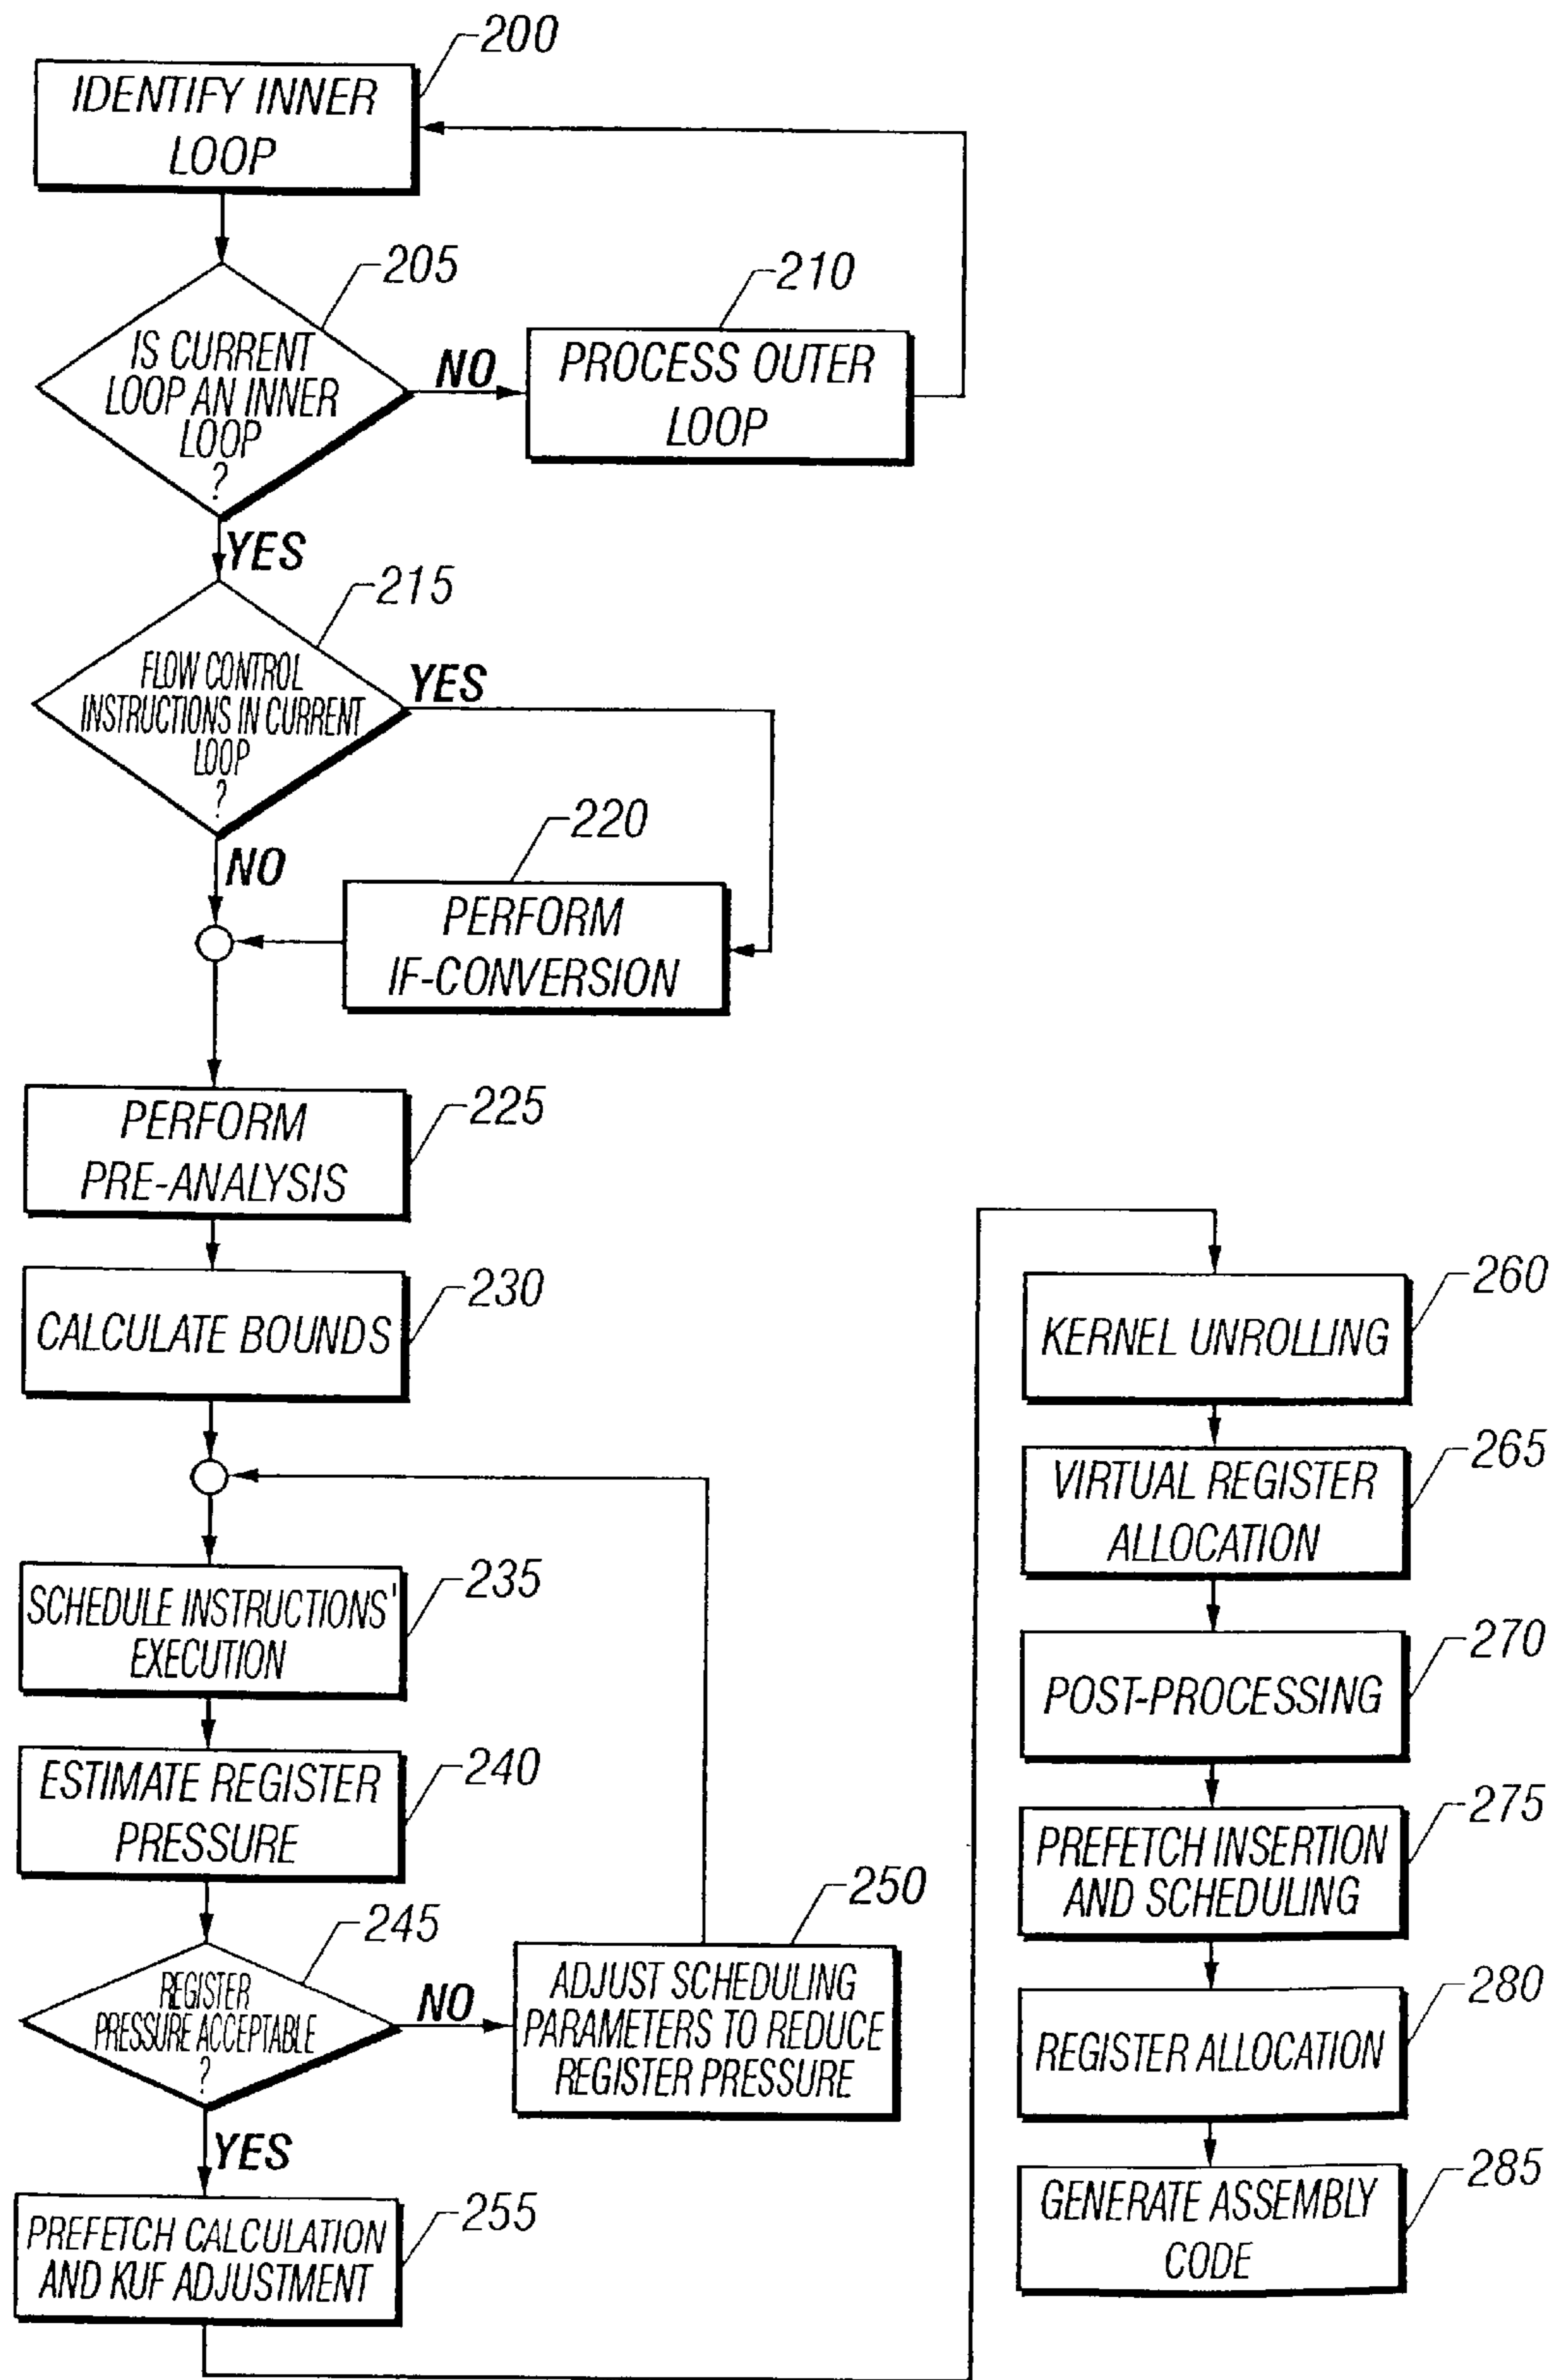 200
IDENTIFY INNER
LOOP
205
IS CURRENT
LOOP AN INNER
LOOP
?
NO
210
PROCESS OUTER
LOOP
YES
215
FLOW CONTROL
INSTRUCTIONS IN CURRENT
LOOP
?
YES
NO
220
PERFORM
IF-CONVERSION
225
PERFORM
PRE-ANALYSIS
230
CALCULATE BOUNDS
235
SCHEDULE INSTRUCTIONS'
EXECUTION
240
ESTIMATE REGISTER
PRESSURE
245
REGISTER
PRESSURE ACCEPTABLE
?
NO
250
ADJUST SCHEDULING
PARAMETERS TO REDUCE
REGISTER PRESSURE
YES
255
PREFETCH CALCULATION
AND KUF ADJUSTMENT
260
KERNEL UNROLLING
265
VIRTUAL REGISTER
ALLOCATION
270
POST-PROCESSING
275
PREFETCH INSERTION
AND SCHEDULING
280
REGISTER ALLOCATION
285
GENERATE ASSEMBLY
CODE